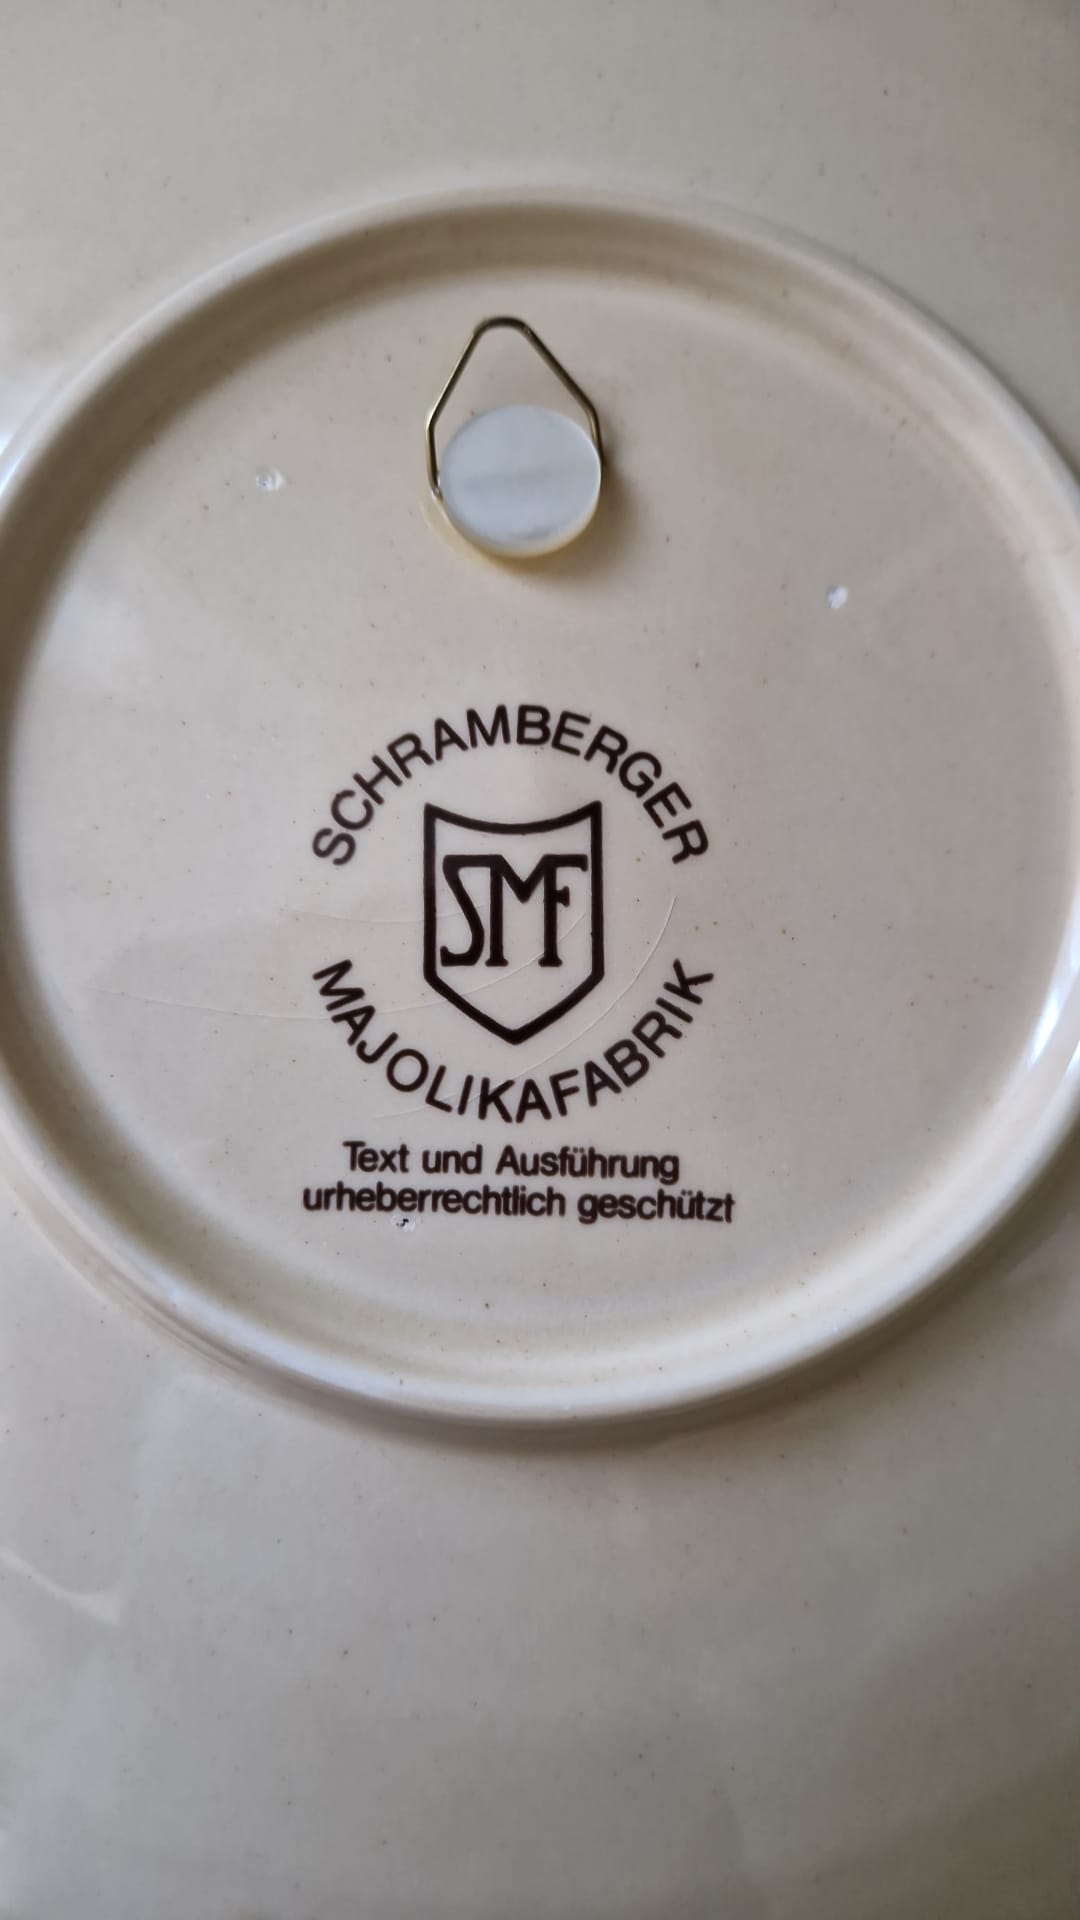 SCHRAMBERGER
SMF
MAJOLIKAFABRIK
Text und Ausführung
urheberrechtlich geschützt